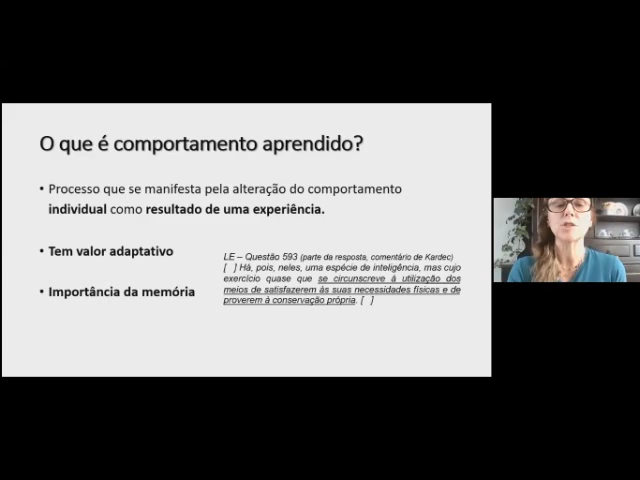 O que é comportamento aprendido?
• Processo que se manifesta pela alteração do comportamento
individual como resultado de uma experiência.
• Tem valor adaptativo
• Importância da memória
LE – Questão 593 (parte da resposta, comentário de Kardec)
[ ] Há, pois, neles, uma espécie de inteligência, mas cujo
exercício quase que se circunscreve à utilização dos
meios de satisfazerem às suas necessidades físicas e de
proverem à conservação própria. [ ]